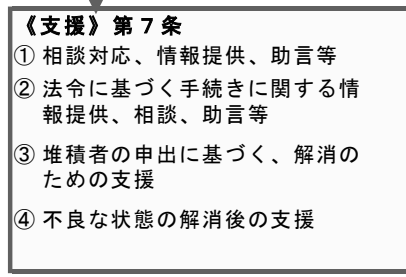 《支援》第7条
① 相談対応、情報提供、助言等
② 法令に基づく手続きに関する情
報提供、相談、助言等
③ 堆積者の申出に基づく、解消の
ための支援
④ 不良な状態の解消後の支援